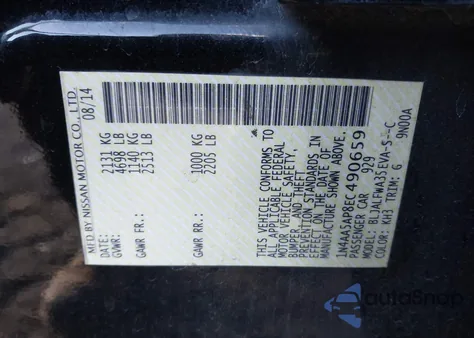 MFD. BY NISSAN MOTOR CO., LTD.
08/14
GVWR: 2131 KG
4698 LB
GAWR FR.: 1140 KG
2513 LB
GAWR RR: 1000 KG
2205 LB
THIS VEHICLE CONFORMS TO
ALL APPLICABLE FEDERAL
MOTOR VEHICLE SAFETY,
BUMPER, AND THEFT
PREVENTION STANDARDS IN
EFFECT ON THE DATE OF
MANUFACTURE SHOWN ABOVE.
1N4AA5AP8EC490659
PASSENGER CAR 929
MODEL: BLJALPWA35EVA-S--C
COLOR: KH3 TRIM: G 9N00A
autoSnap